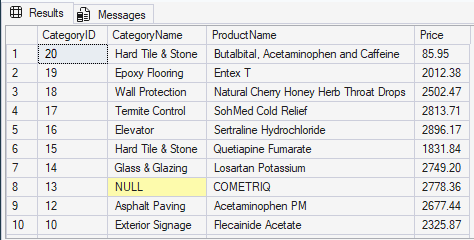 Results Messages
CategoryID CategoryName ProductName Price
1 20 Hard Tile & Stone Butalbital, Acetaminophen and Caffeine 85.95
2 19 Epoxy Flooring Entex T 2012.38
3 18 Wall Protection Natural Cherry Honey Herb Throat Drops 2502.47
4 17 Termite Control SohMed Cold Relief 2813.71
5 16 Elevator Sertraline Hydrochloride 2896.17
6 15 Hard Tile & Stone Quetiapine Fumarate 1831.84
7 14 Glass & Glazing Losartan Potassium 2749.20
8 13 NULL COMETRIQ 2778.36
9 12 Asphalt Paving Acetaminophen PM 2677.44
10 10 Exterior Signage Flecainide Acetate 2325.87